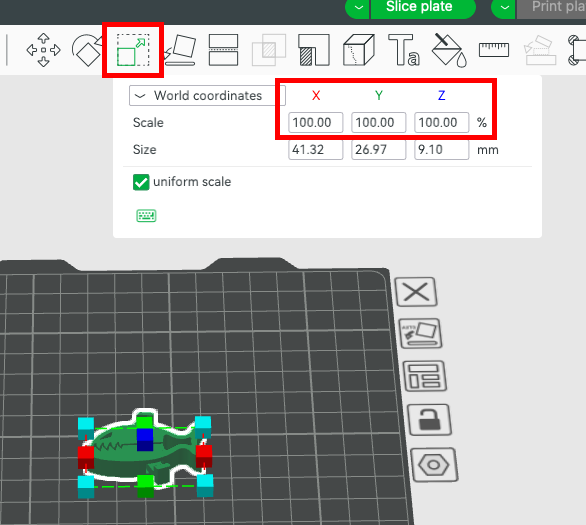 Slice plate
Print pla
World coordinates X Y Z
Scale 100.00 100.00 100.00 %
Size 41.32 26.97 9.10 mm
uniform scale